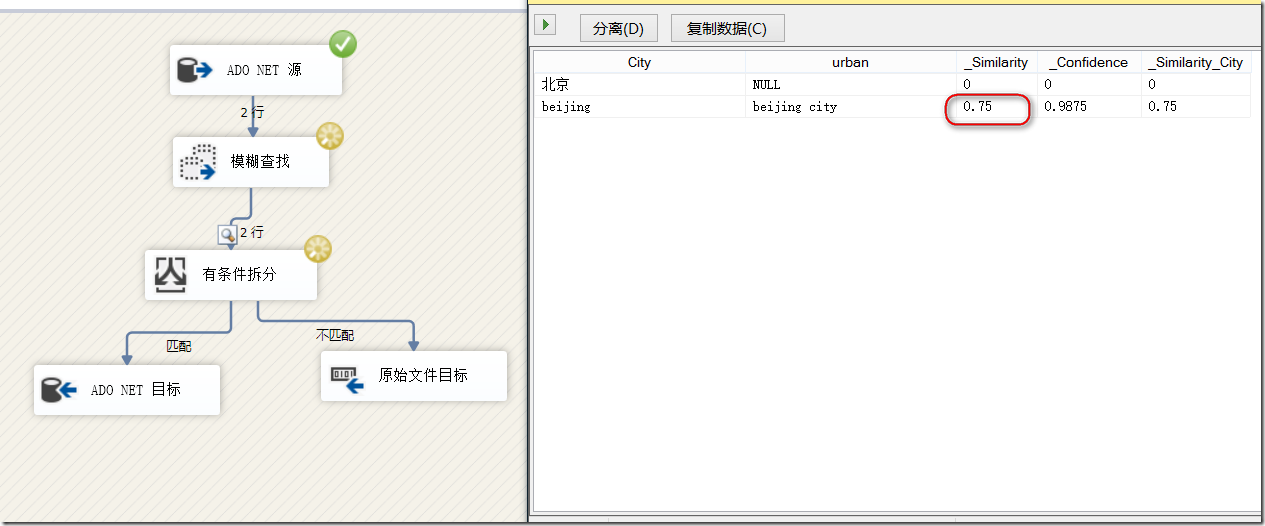 ADO NET 源
2 行
模糊查找
2 行
有条件拆分
匹配
不匹配
ADO NET 目标
原始文件目标
分离(D) 复制数据(C)
City urban _Similarity _Confidence _Similarity_City
北京 NULL 0 0 0
beijing beijing city 0.75 0.9875 0.75